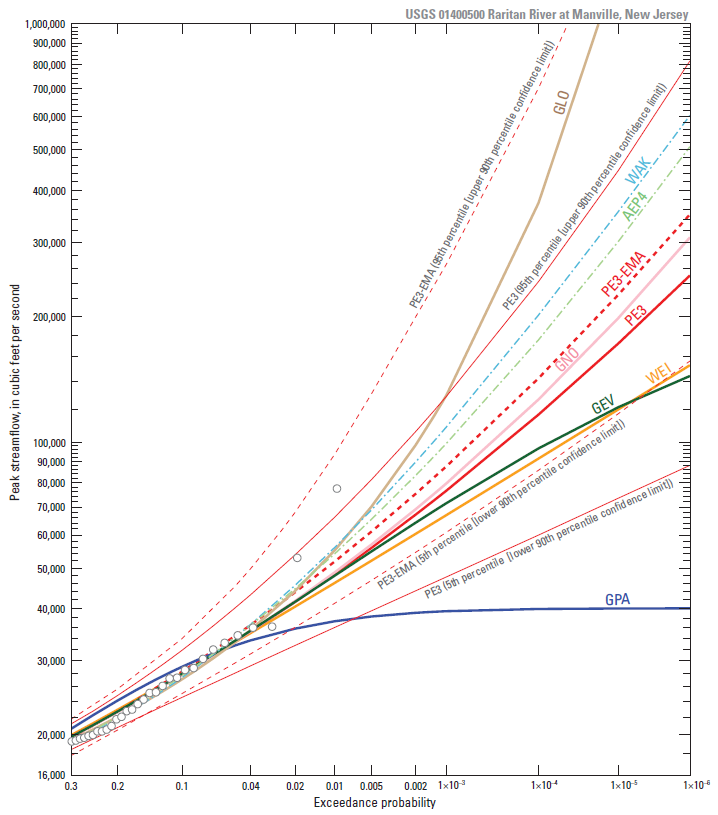 USGS 01400500 Raritan River at Manville, New Jersey
1,000,000
900,000
800,000
700,000
600,000
500,000
400,000
300,000
200,000
100,000
90,000
80,000
70,000
60,000
50,000
40,000
30,000
20,000
16,000
Peak streamflow, in cubic feet per second
PE3-EMA (95th percentile [upper 90th percentile confidence limit])
GLO
PE3 (95th percentile [upper 90th percentile confidence limit])
WAK
AEP4
PE3-EMA
GNO
PE3
WEI
GEV
PE3-EMA (5th percentile [lower 90th percentile confidence limit])
PE3 (5th percentile [lower 90th percentile confidence limit])
GPA
0.3 0.2 0.1 0.04 0.02 0.01 0.005 0.002 1×10⁻³ 1×10⁻⁴ 1×10⁻⁵ 1×10⁻⁶
Exceedance probability